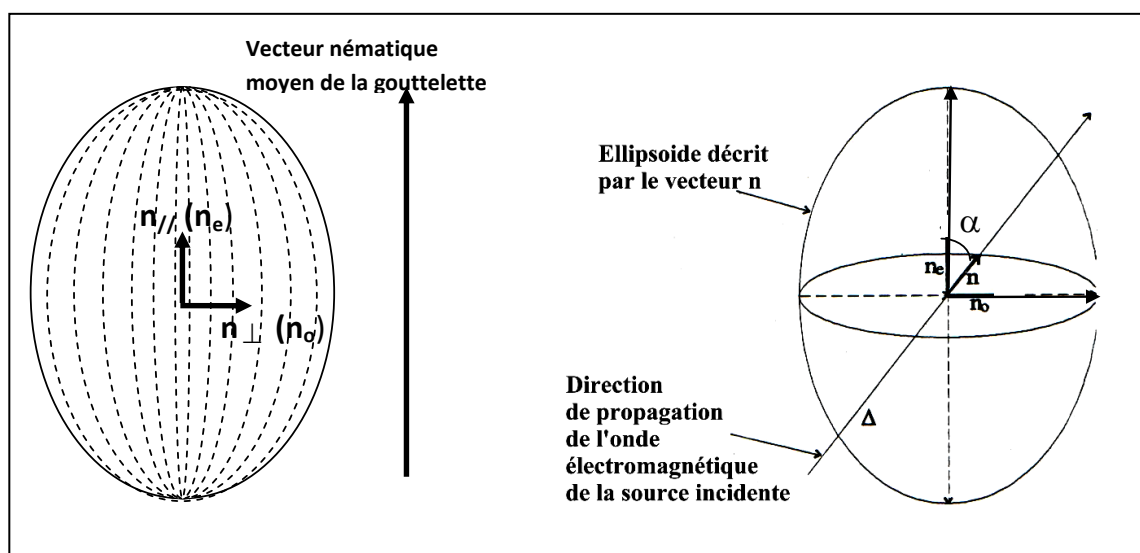 Vecteur nématique
moyen de la gouttelette
n// (nₑ)
n⊥ (nₒ)
Ellipsoide décrit
par le vecteur n
α
nₑ
n
nₒ
Direction
de propagation
de l'onde
électromagnétique
de la source incidente
Δ